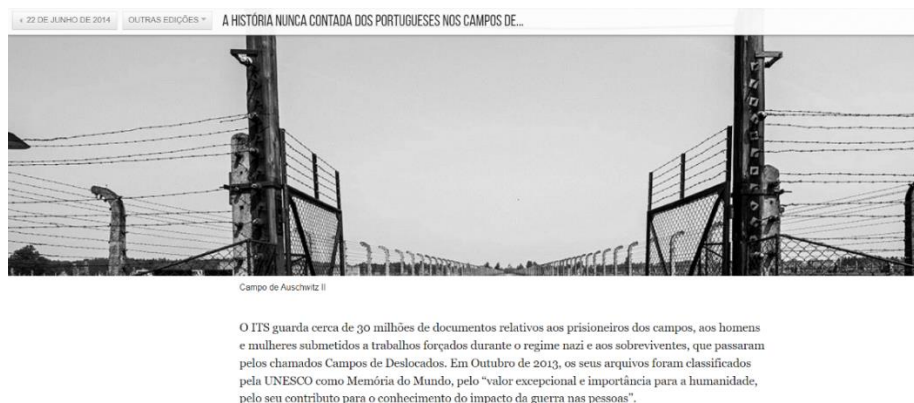 « 22 DE JUNHO DE 2014
OUTRAS EDIÇÕES
A HISTÓRIA NUNCA CONTADA DOS PORTUGUESES NOS CAMPOS DE...
Campo de Auschwitz II
O ITS guarda cerca de 30 milhões de documentos relativos aos prisioneiros dos campos, aos homens
e mulheres submetidos a trabalhos forçados durante o regime nazi e aos sobreviventes, que passaram
pelos chamados Campos de Deslocados. Em Outubro de 2013, os seus arquivos foram classificados
pela UNESCO como Memória do Mundo, pelo “valor excepcional e importância para a humanidade,
pelo seu contributo para o conhecimento do impacto da guerra nas pessoas”.